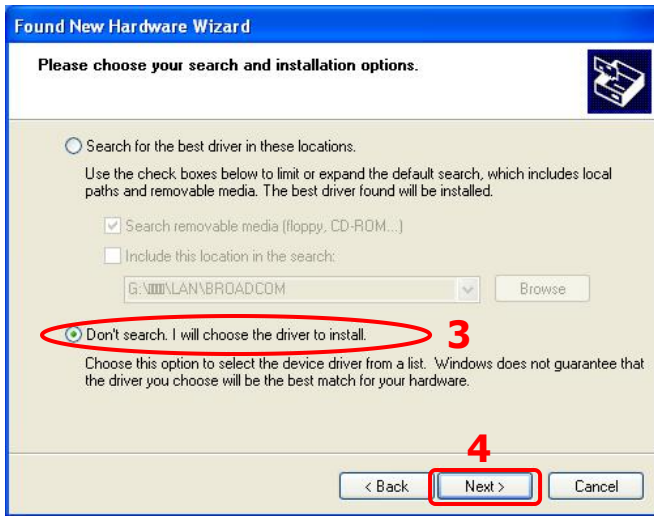 Found New Hardware Wizard
Please choose your search and installation options.
Search for the best driver in these locations.
Use the check boxes below to limit or expand the default search, which includes local
paths and removable media. The best driver found will be installed.
Search removable media (floppy, CD-ROM...)
Include this location in the search:
\LAN\BROADCOM
Browse
Don't search. I will choose the driver to install.
3
Choose this option to select the device driver from a list. Windows does not guarantee that
the driver you choose will be the best match for your hardware.
4
< Back
Next >
Cancel